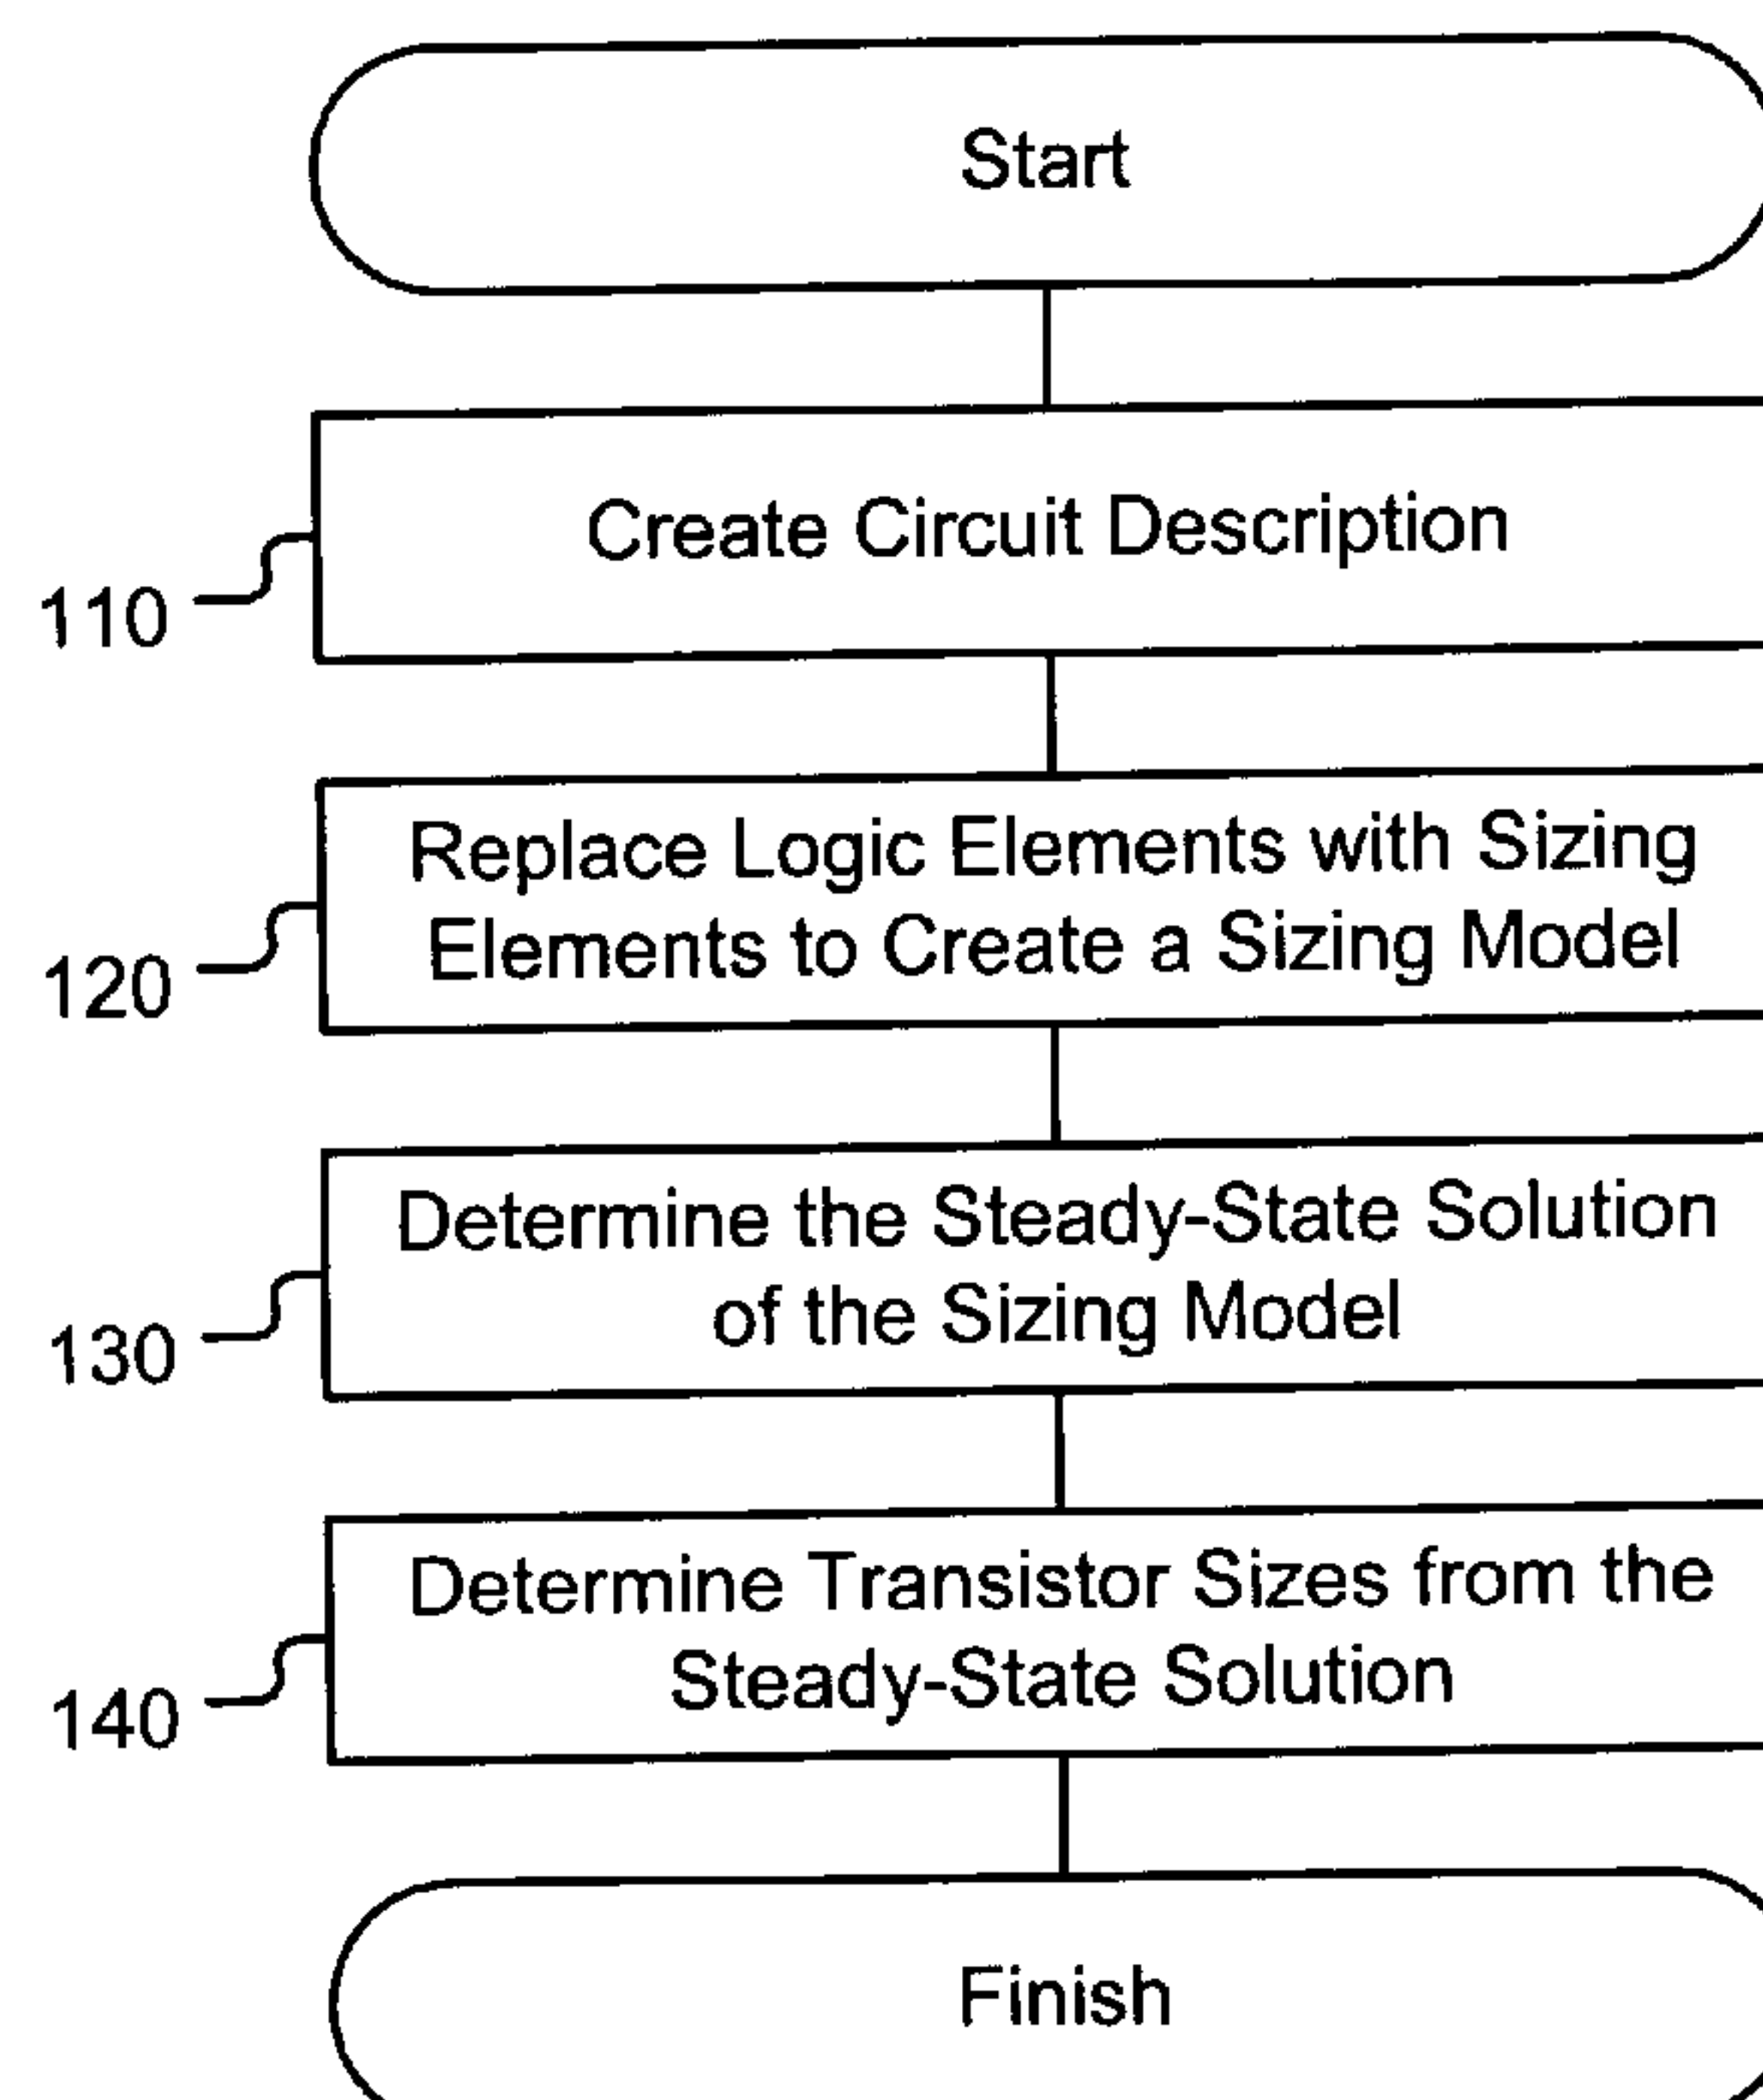 Start
Create Circuit Description
110
Replace Logic Elements with Sizing
Elements to Create a Sizing Model
120
Determine the Steady-State Solution
of the Sizing Model
130
Determine Transistor Sizes from the
Steady-State Solution
140
Finish